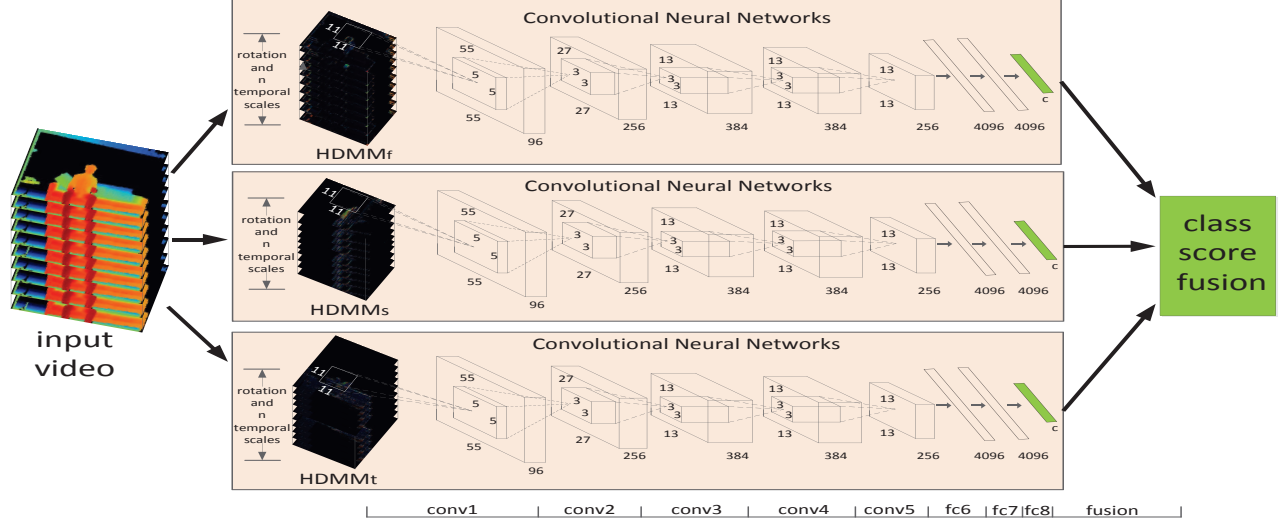 Convolutional Neural Networks
rotation
and
n
temporal
scales
11
11
HDMMf
55
5
5
55
96
27
3
3
27
256
13
3
3
13
384
13
3
3
13
384
13
13
256
4096
4096
c
input
video
Convolutional Neural Networks
rotation
and
n
temporal
scales
11
11
HDMMs
55
5
5
55
96
27
3
3
27
256
13
3
3
13
384
13
3
3
13
384
13
13
256
4096
4096
c
class
score
fusion
Convolutional Neural Networks
rotation
and
n
temporal
scales
11
11
HDMMt
55
5
5
55
96
27
3
3
27
256
13
3
3
13
384
13
3
3
13
384
13
13
256
4096
4096
c
conv1 conv2 conv3 conv4 conv5 fc6 fc7 fc8 fusion